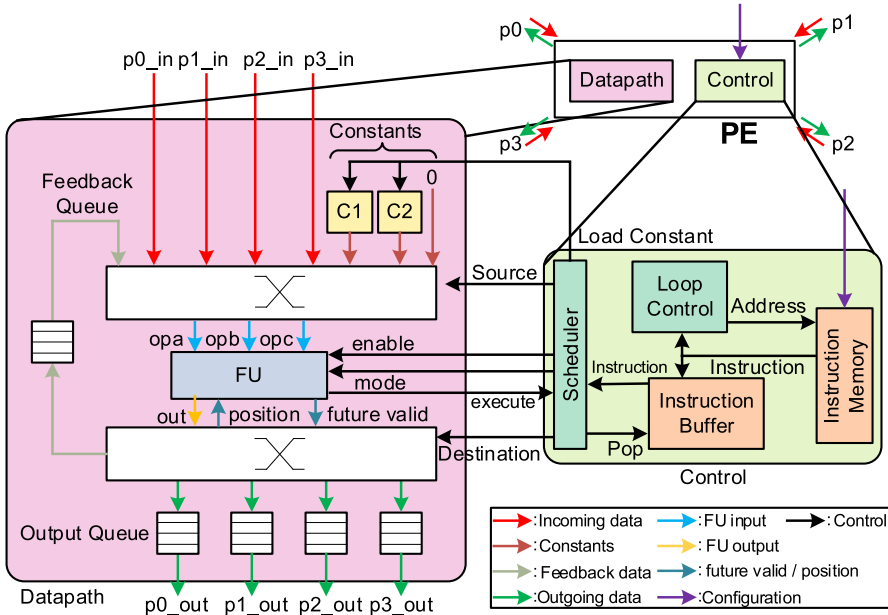 p0
p1
Datapath
Control
p3
PE
p2
p0_in
p1_in
p2_in
p3_in
Constants
Feedback
Queue
0
C1
C2
Load Constant
Source
Scheduler
Loop
Control
Address
Instruction
Memory
opa
opb
opc
enable
FU
mode
execute
Instruction
Instruction
Instruction
Buffer
out
position
future valid
Destination
Pop
Control
Output Queue
Datapath
p0_out
p1_out
p2_out
p3_out
:Incoming data
:FU input
:Control
:Constants
:FU output
:Feedback data
:future valid / position
:Outgoing data
:Configuration